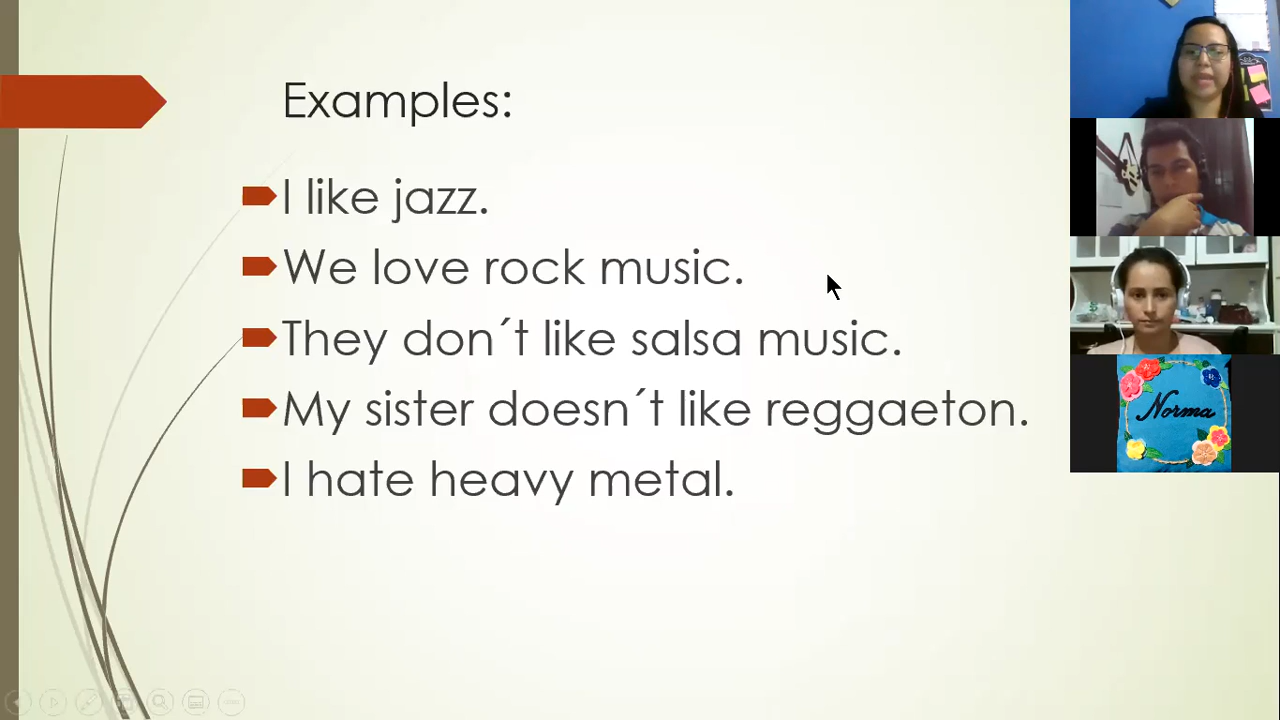 Examples:
I like jazz.
We love rock music.
They don´t like salsa music.
My sister doesn´t like reggaeton.
I hate heavy metal.
Norma